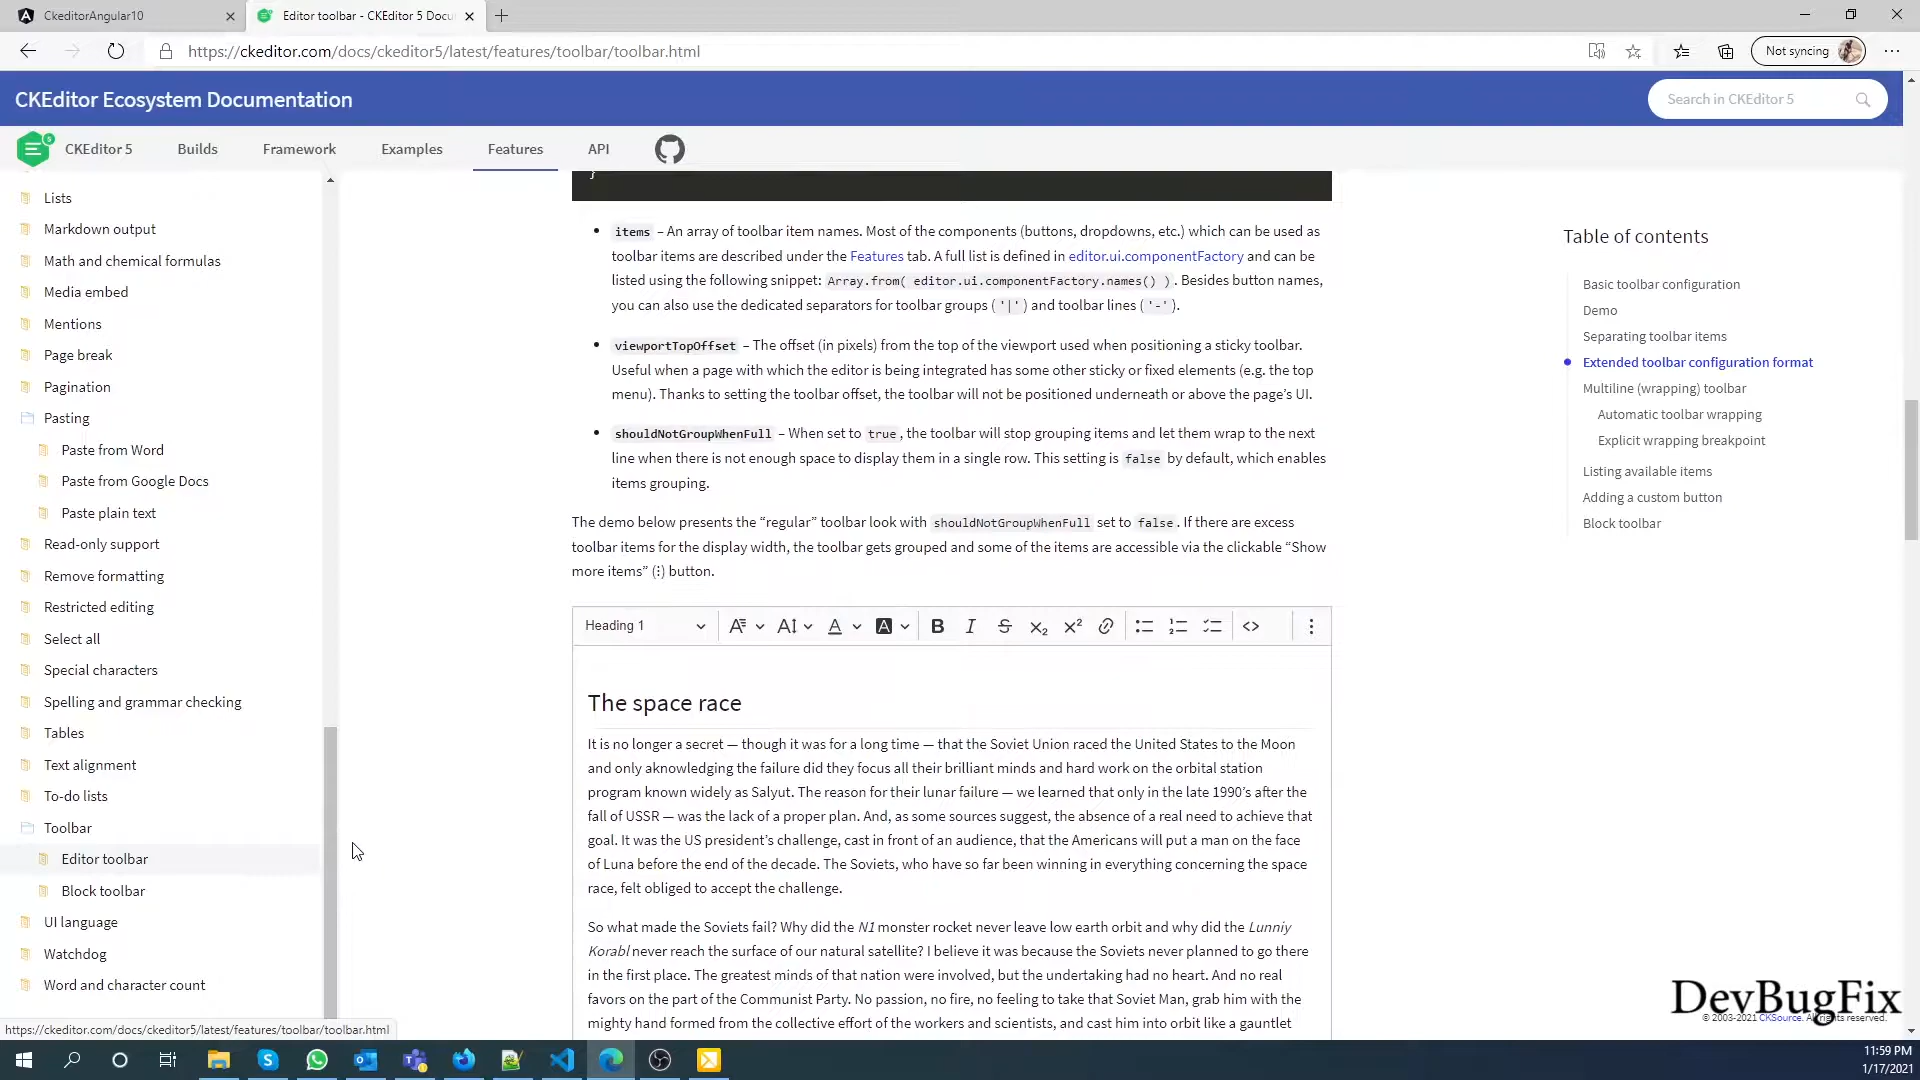 CkeditorAngular10
Editor toolbar - CKEditor 5 Docu
https://ckeditor.com/docs/ckeditor5/latest/features/toolbar/toolbar.html
Not syncing
CKEditor Ecosystem Documentation
Search in CKEditor 5
CKEditor 5
Builds
Framework
Examples
Features
API
Lists
Markdown output
Math and chemical formulas
Media embed
Mentions
Page break
Pagination
Pasting
Paste from Word
Paste from Google Docs
Paste plain text
Read-only support
Remove formatting
Restricted editing
Select all
Special characters
Spelling and grammar checking
Tables
Text alignment
To-do lists
Toolbar
Editor toolbar
Block toolbar
UI language
Watchdog
Word and character count
https://ckeditor.com/docs/ckeditor5/latest/features/toolbar/toolbar.html
}
• items – An array of toolbar item names. Most of the components (buttons, dropdowns, etc.) which can be used as
toolbar items are described under the Features tab. A full list is defined in editor.ui.componentFactory and can be
listed using the following snippet: Array.from( editor.ui.componentFactory.names() ). Besides button names,
you can also use the dedicated separators for toolbar groups ( '|' ) and toolbar lines ( '-' ).
• viewportTopOffset – The offset (in pixels) from the top of the viewport used when positioning a sticky toolbar.
Useful when a page with which the editor is being integrated has some other sticky or fixed elements (e.g. the top
menu). Thanks to setting the toolbar offset, the toolbar will not be positioned underneath or above the page's UI.
• shouldNotGroupWhenFull – When set to true, the toolbar will stop grouping items and let them wrap to the next
line when there is not enough space to display them in a single row. This setting is false by default, which enables
items grouping.
The demo below presents the “regular” toolbar look with shouldNotGroupWhenFull set to false. If there are excess
toolbar items for the display width, the toolbar gets grouped and some of the items are accessible via the clickable “Show
more items” (⋮) button.
Heading 1
The space race
It is no longer a secret — though it was for a long time — that the Soviet Union raced the United States to the Moon
and only aknowledging the failure did they focus all their brilliant minds and hard work on the orbital station
program known widely as Salyut. The reason for their lunar failure — we learned that only in the late 1990's after the
fall of USSR — was the lack of a proper plan. And, as some sources suggest, the absence of a real need to achieve that
goal. It was the US president's challenge, cast in front of an audience, that the Americans will put a man on the face
of Luna before the end of the decade. The Soviets, who have so far been winning in everything concerning the space
race, felt obliged to accept the challenge.
So what made the Soviets fail? Why did the N1 monster rocket never leave low earth orbit and why did the Lunniy
Korabl never reach the surface of our natural satellite? I believe it was because the Soviets never planned to go there
in the first place. The greatest minds of that nation were involved, but the undertaking had no heart. And no real
favors on the part of the Communist Party. No passion, no fire, no feeling to take that Soviet Man, grab him with the
mighty hand formed from the collective effort of the workers and scientists, and cast him into orbit like a gauntlet
Table of contents
Basic toolbar configuration
Demo
Separating toolbar items
Extended toolbar configuration format
Multiline (wrapping) toolbar
Automatic toolbar wrapping
Explicit wrapping breakpoint
Listing available items
Adding a custom button
Block toolbar
DevBugFix
© 2003-2021 CKSource. All rights reserved.
11:59 PM
1/17/2021